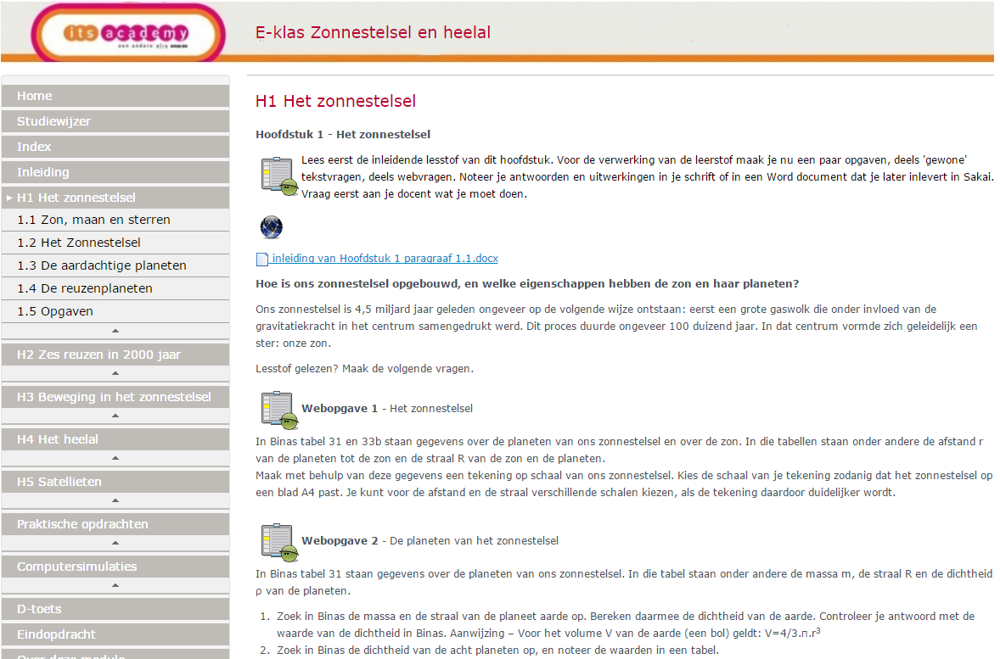 its academy
een andere
E-klas Zonnestelsel en heelal
Home
Studiewijzer
Index
Inleiding
H1 Het zonnestelsel
1.1 Zon, maan en sterren
1.2 Het Zonnestelsel
1.3 De aardachtige planeten
1.4 De reuzenplaneten
1.5 Opgaven
H2 Zes reuzen in 2000 jaar
H3 Beweging in het zonnestelsel
H4 Het heelal
H5 Satellieten
Praktische opdrachten
Computersimulaties
D-toets
Eindopdracht
Over deze module
H1 Het zonnestelsel
Hoofdstuk 1 - Het zonnestelsel
Lees eerst de inleidende lesstof van dit hoofdstuk. Voor de verwerking van de leerstof maak je nu een paar opgaven, deels 'gewone'
tekstvragen, deels webvragen. Noteer je antwoorden en uitwerkingen in je schrift of in een Word document dat je later inlevert in Sakai.
Vraag eerst aan je docent wat je moet doen.
inleiding van Hoofdstuk 1 paragraaf 1.1.docx
Hoe is ons zonnestelsel opgebouwd, en welke eigenschappen hebben de zon en haar planeten?
Ons zonnestelsel is 4,5 miljard jaar geleden ongeveer op de volgende wijze ontstaan: eerst een grote gaswolk die onder invloed van de
gravitatiekracht in het centrum samengedrukt werd. Dit proces duurde ongeveer 100 duizend jaar. In dat centrum vormde zich geleidelijk een
ster: onze zon.
Lesstof gelezen? Maak de volgende vragen.
Webopgave 1 - Het zonnestelsel
In Binas tabel 31 en 33b staan gegevens over de planeten van ons zonnestelsel en over de zon. In die tabellen staan onder andere de afstand r
van de planeten tot de zon en de straal R van de zon en de planeten.
Maak met behulp van deze gegevens een tekening op schaal van ons zonnestelsel. Kies de schaal van je tekening zodanig dat het zonnestelsel op
een blad A4 past. Je kunt voor de afstand en de straal verschillende schalen kiezen, als de tekening daardoor duidelijker wordt.
Webopgave 2 - De planeten van het zonnestelsel
In Binas tabel 31 staan gegevens over de planeten van ons zonnestelsel. In die tabel staan onder andere de massa m, de straal R en de dichtheid
ρ van de planeten.
1. Zoek in Binas de massa en de straal van de planeet aarde op. Bereken daarmee de dichtheid van de aarde. Controleer je antwoord met de
waarde van de dichtheid in Binas. Aanwijzing – Voor het volume V van de aarde (een bol) geldt: V=4/3.п.r³
2. Zoek in Binas de dichtheid van de acht planeten op, en noteer de waarden in een tabel.